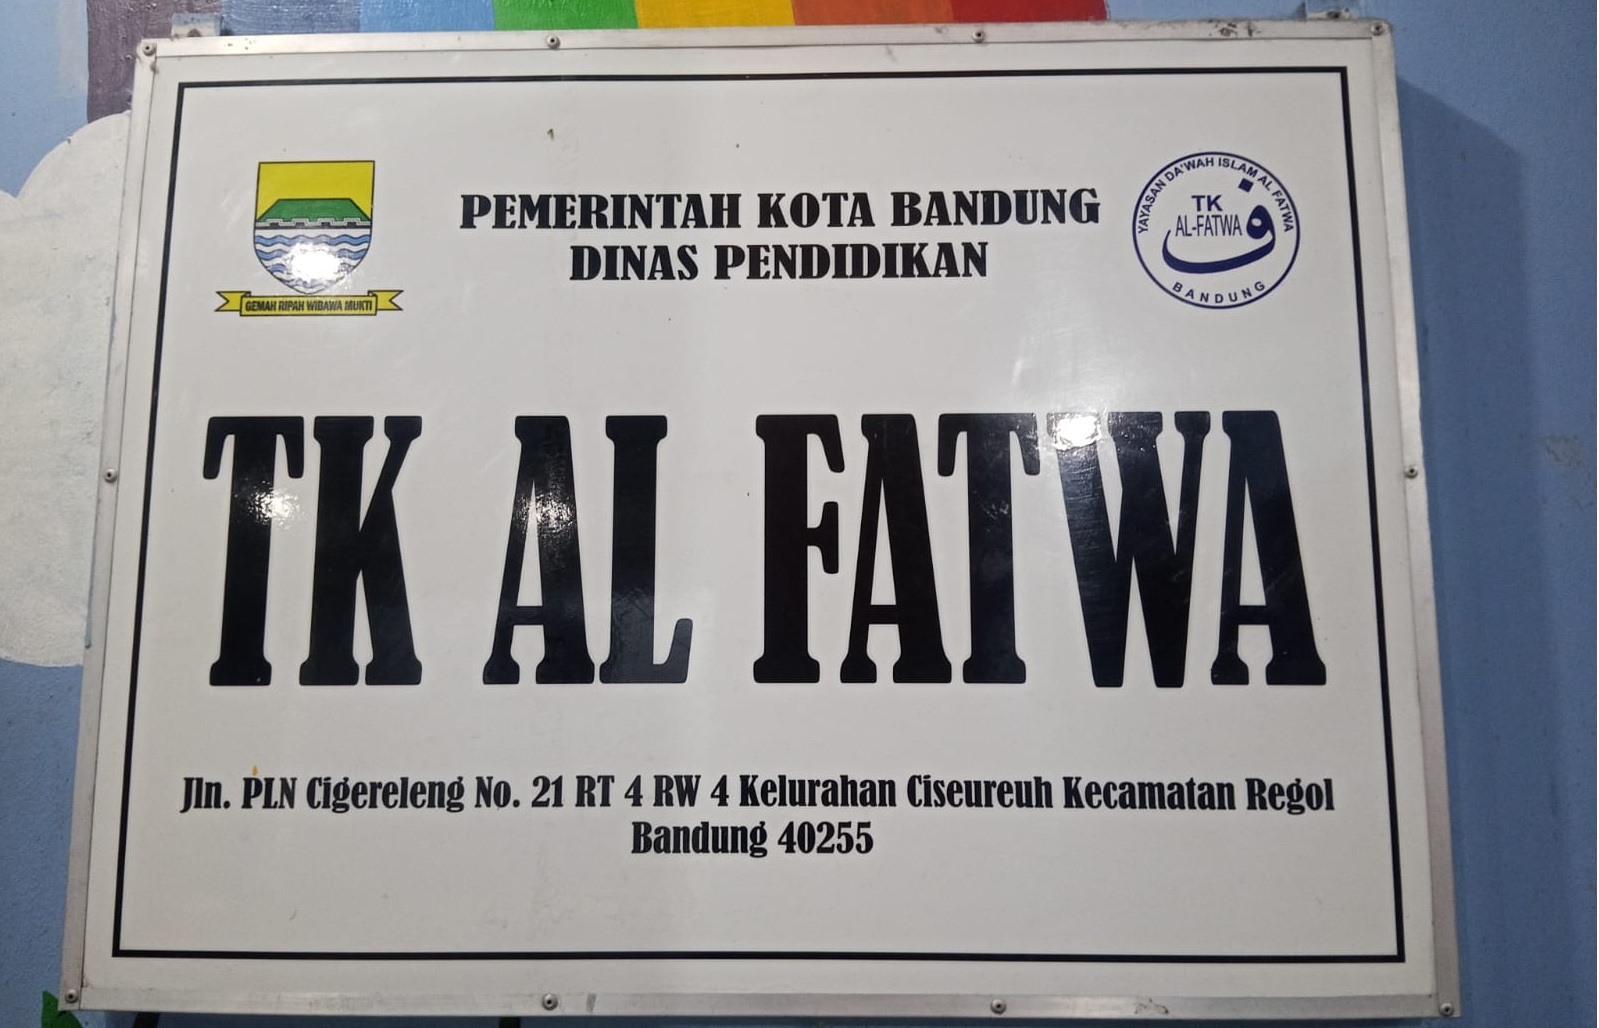 PEMERINTAH KOTA BANDUNG
DINAS PENDIDIKAN
GEMAH RIPAH WIBAWA MUKTI
YAYASAN DA'WAH ISLAM AL FATWA
TK
AL-FATWA
ف
BANDUNG
TK AL FATWA
Jln. PLN Cigereleng No. 21 RT 4 RW 4 Kelurahan Ciseureuh Kecamatan Regol
Bandung 40255